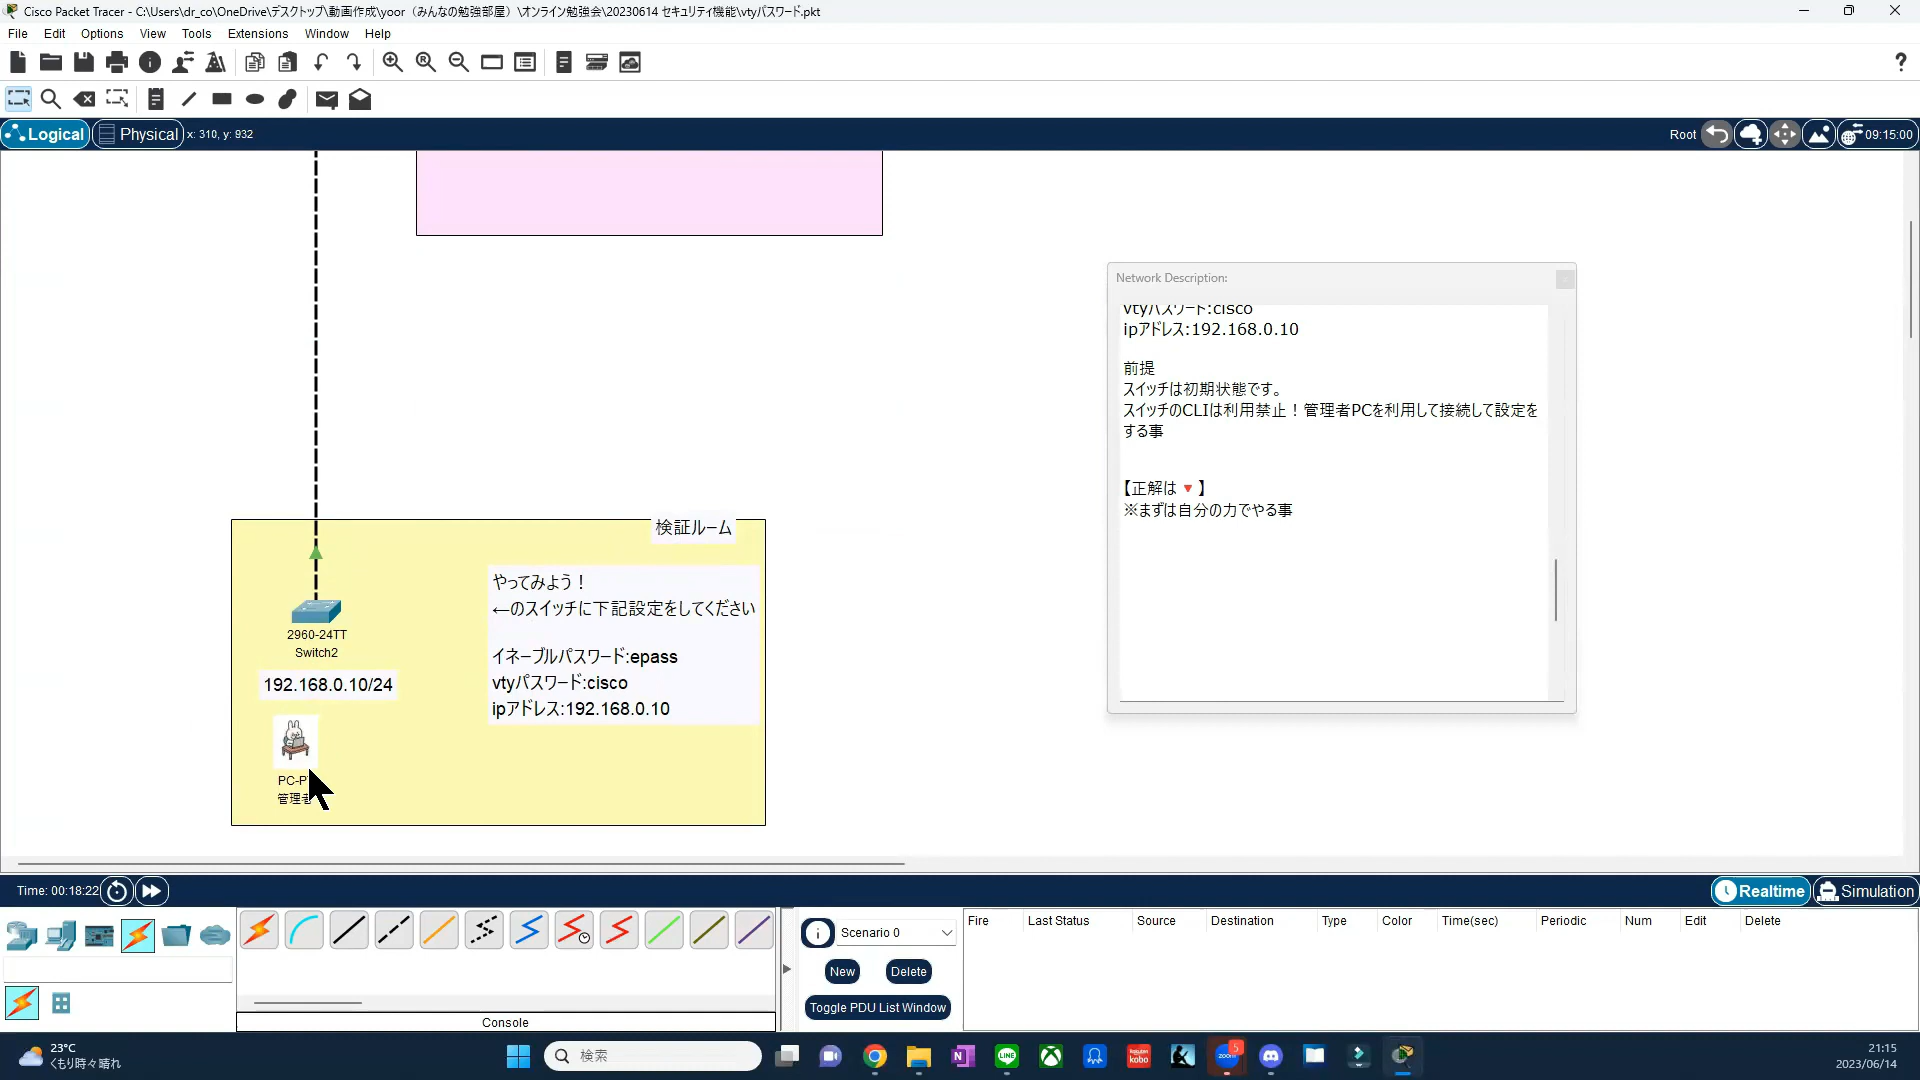 Cisco Packet Tracer - C:\Users\dr_co\OneDrive\デスクトップ\動画作成\yoor（みんなの勉強部屋）\オンライン勉強会\20230614 セキュリティ機能\vtyパスワード.pkt
File Edit Options View Tools Extensions Window Help
Logical Physical x: 310, y: 932 Root 09:15:00
Network Description:
vtyパスワード:cisco
ipアドレス:192.168.0.10
前提
スイッチは初期状態です。
スイッチのCLIは利用禁止！管理者PCを利用して接続して設定を
する事
【正解は🔻】
※まずは自分の力でやる事
検証ルーム
やってみよう！
←のスイッチに下記設定をしてください
イネーブルパスワード:epass
vtyパスワード:cisco
ipアドレス:192.168.0.10
2960-24TT
Switch2
192.168.0.10/24
Time: 00:18:22 Realtime Simulation
Scenario 0
New Delete
Toggle PDU List Window
Fire Last Status Source Destination Type Color Time(sec) Periodic Num Edit Delete
Console
23°C
くもり時々晴れ
検索
21:15
2023/06/14